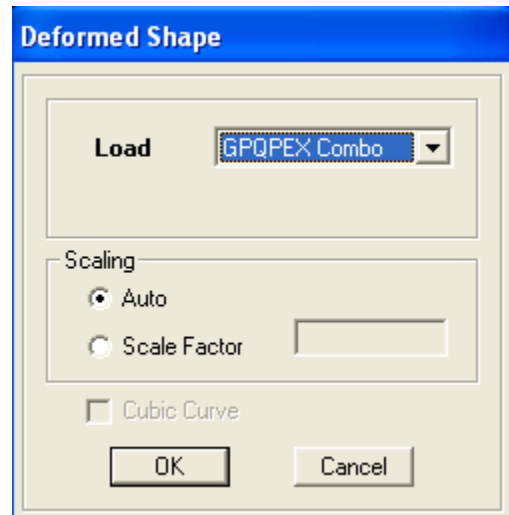 Deformed Shape
Load GPQPEX Combo
Scaling
Auto
Scale Factor
Cubic Curve
OK Cancel